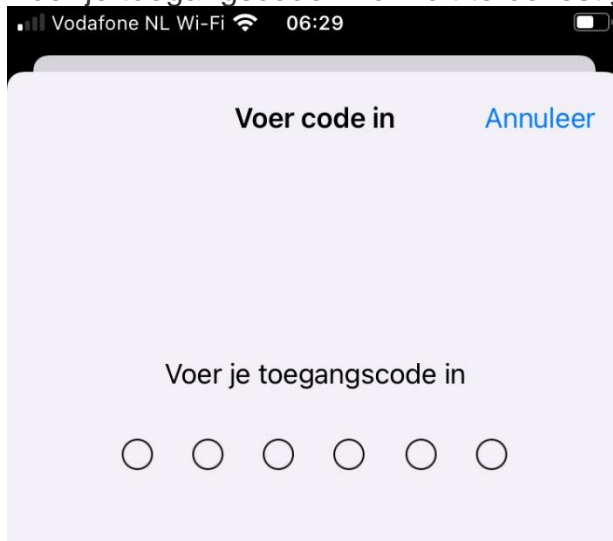 Vodafone NL Wi-Fi 06:29
Voer code in Annuleer
Voer je toegangscode in